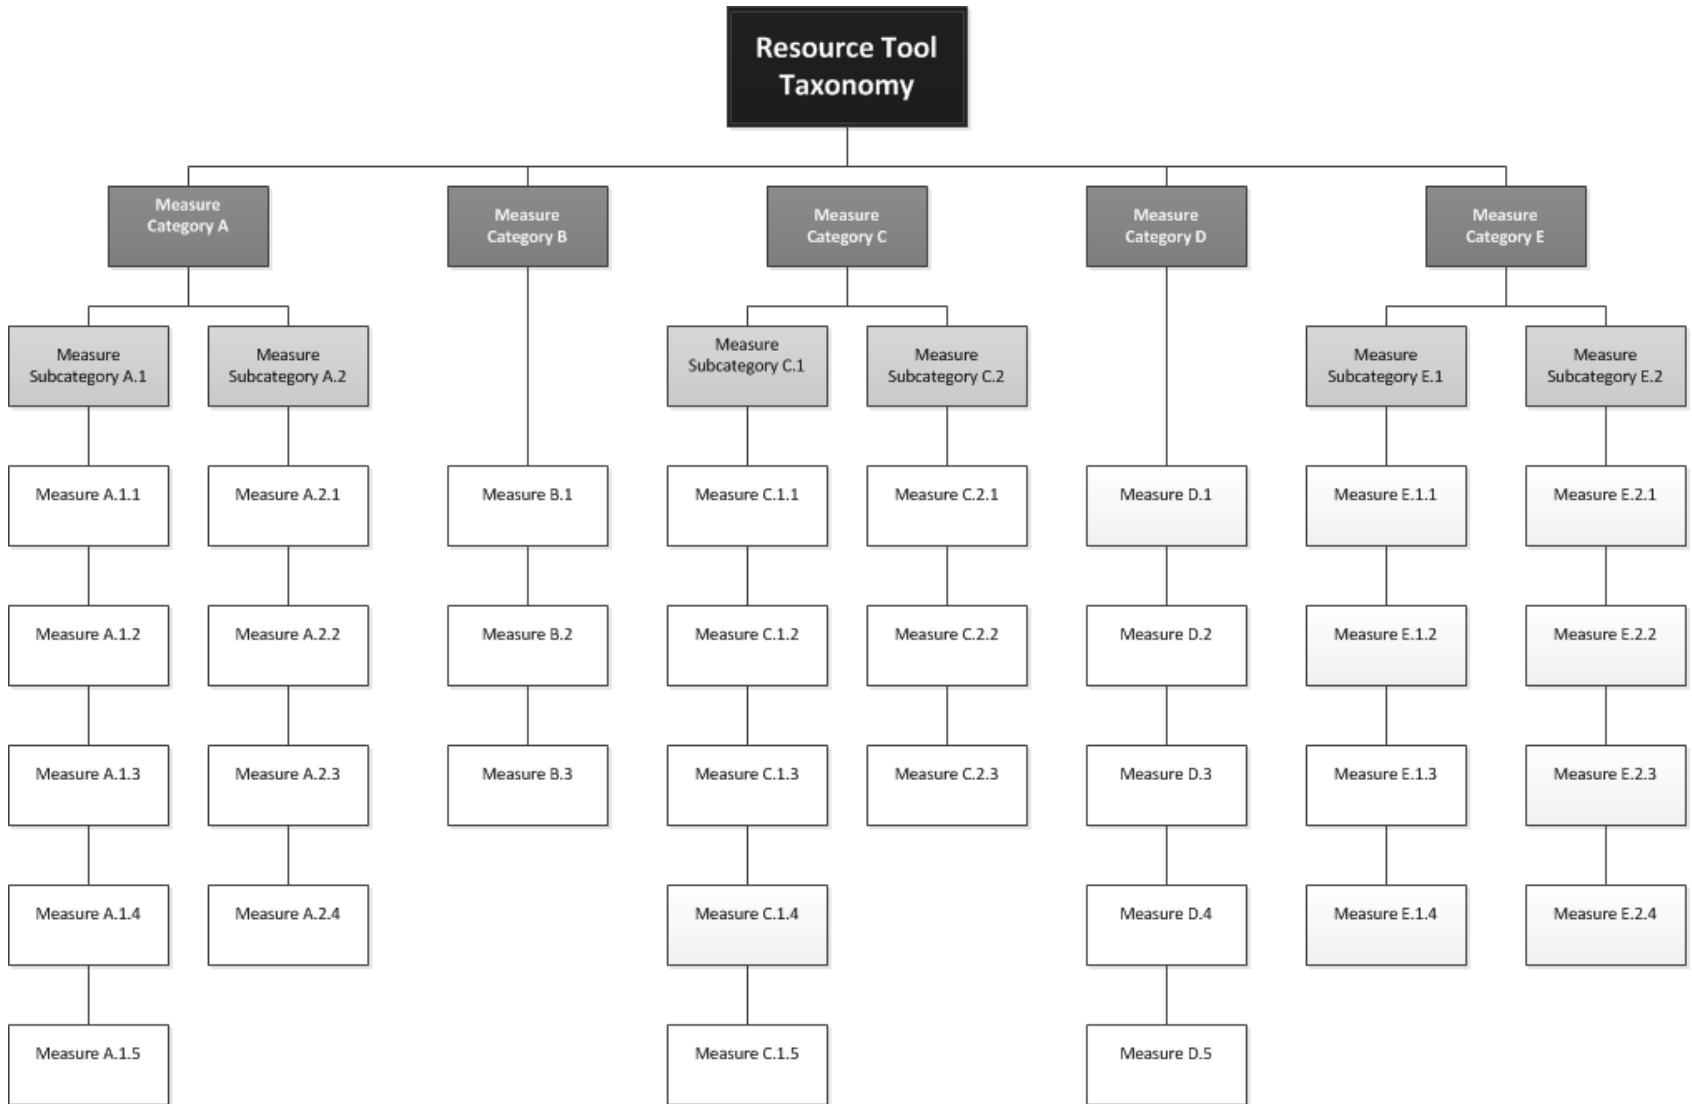 Resource Tool
Taxonomy
Measure
Category A
Measure
Category B
Measure
Category C
Measure
Category D
Measure
Category E
Measure
Subcategory A.1
Measure
Subcategory A.2
Measure
Subcategory C.1
Measure
Subcategory C.2
Measure
Subcategory E.1
Measure
Subcategory E.2
Measure A.1.1
Measure A.2.1
Measure B.1
Measure C.1.1
Measure C.2.1
Measure D.1
Measure E.1.1
Measure E.2.1
Measure A.1.2
Measure A.2.2
Measure B.2
Measure C.1.2
Measure C.2.2
Measure D.2
Measure E.1.2
Measure E.2.2
Measure A.1.3
Measure A.2.3
Measure B.3
Measure C.1.3
Measure C.2.3
Measure D.3
Measure E.1.3
Measure E.2.3
Measure A.1.4
Measure A.2.4
Measure C.1.4
Measure D.4
Measure E.1.4
Measure E.2.4
Measure A.1.5
Measure C.1.5
Measure D.5